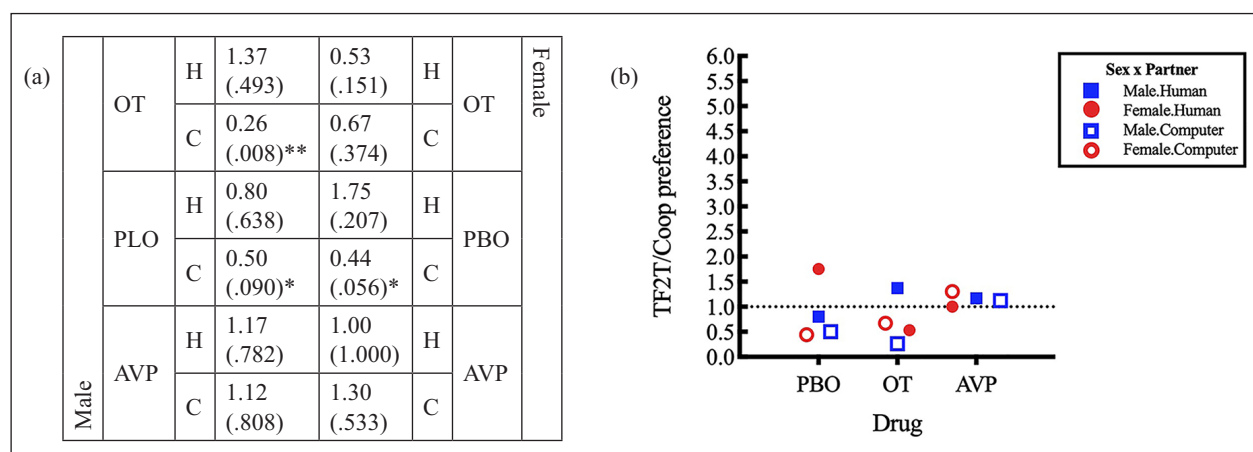 (a)
Male
OT
H
1.37
(.493)
0.53
(.151)
H
OT
Female
C
0.26
(.008)**
0.67
(.374)
C
PLO
H
0.80
(.638)
1.75
(.207)
H
PBO
C
0.50
(.090)*
0.44
(.056)*
C
AVP
H
1.17
(.782)
1.00
(1.000)
H
AVP
C
1.12
(.808)
1.30
(.533)
C
(b)
TF2T/Coop preference
6.0
5.5
5.0
4.5
4.0
3.5
3.0
2.5
2.0
1.5
1.0
0.5
0.0
PBO OT AVP
Drug
Sex x Partner
Male.Human
Female.Human
Male.Computer
Female.Computer